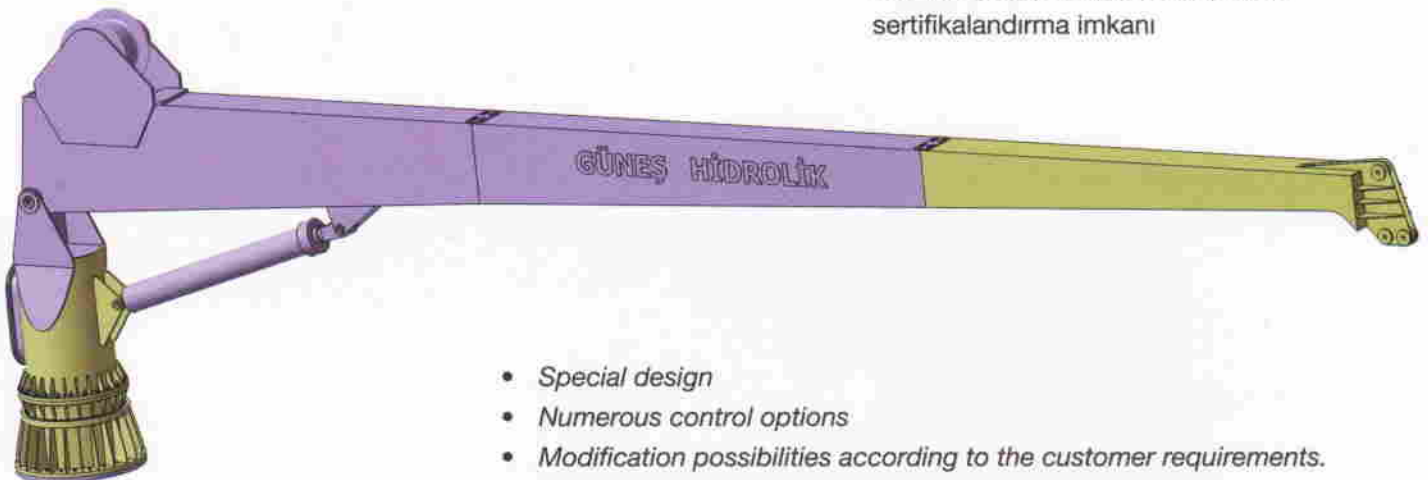 sertifikalandırma imkanı
GÜNEŞ HİDROLİK
• Special design
• Numerous control options
• Modification possibilities according to the customer requirements.